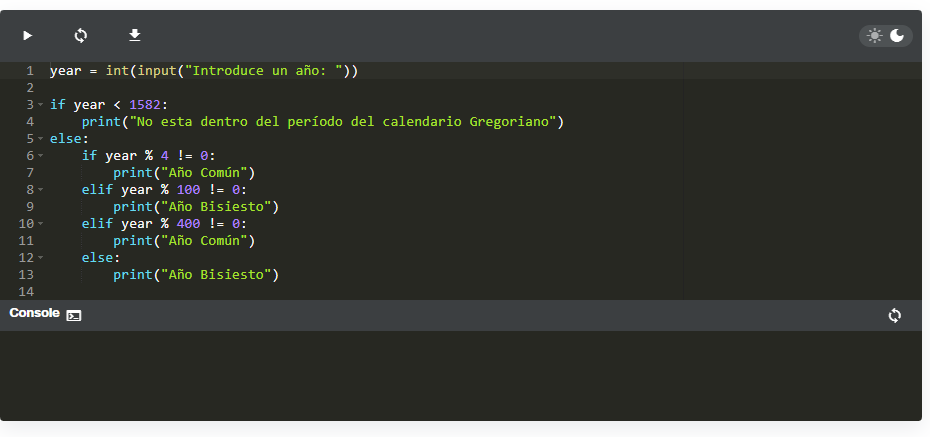 1 year = int(input("Introduce un año: "))
2
3 if year < 1582:
4     print("No esta dentro del período del calendario Gregoriano")
5 else:
6     if year % 4 != 0:
7         print("Año Común")
8     elif year % 100 != 0:
9         print("Año Bisiesto")
10     elif year % 400 != 0:
11         print("Año Común")
12     else:
13         print("Año Bisiesto")
14
Console